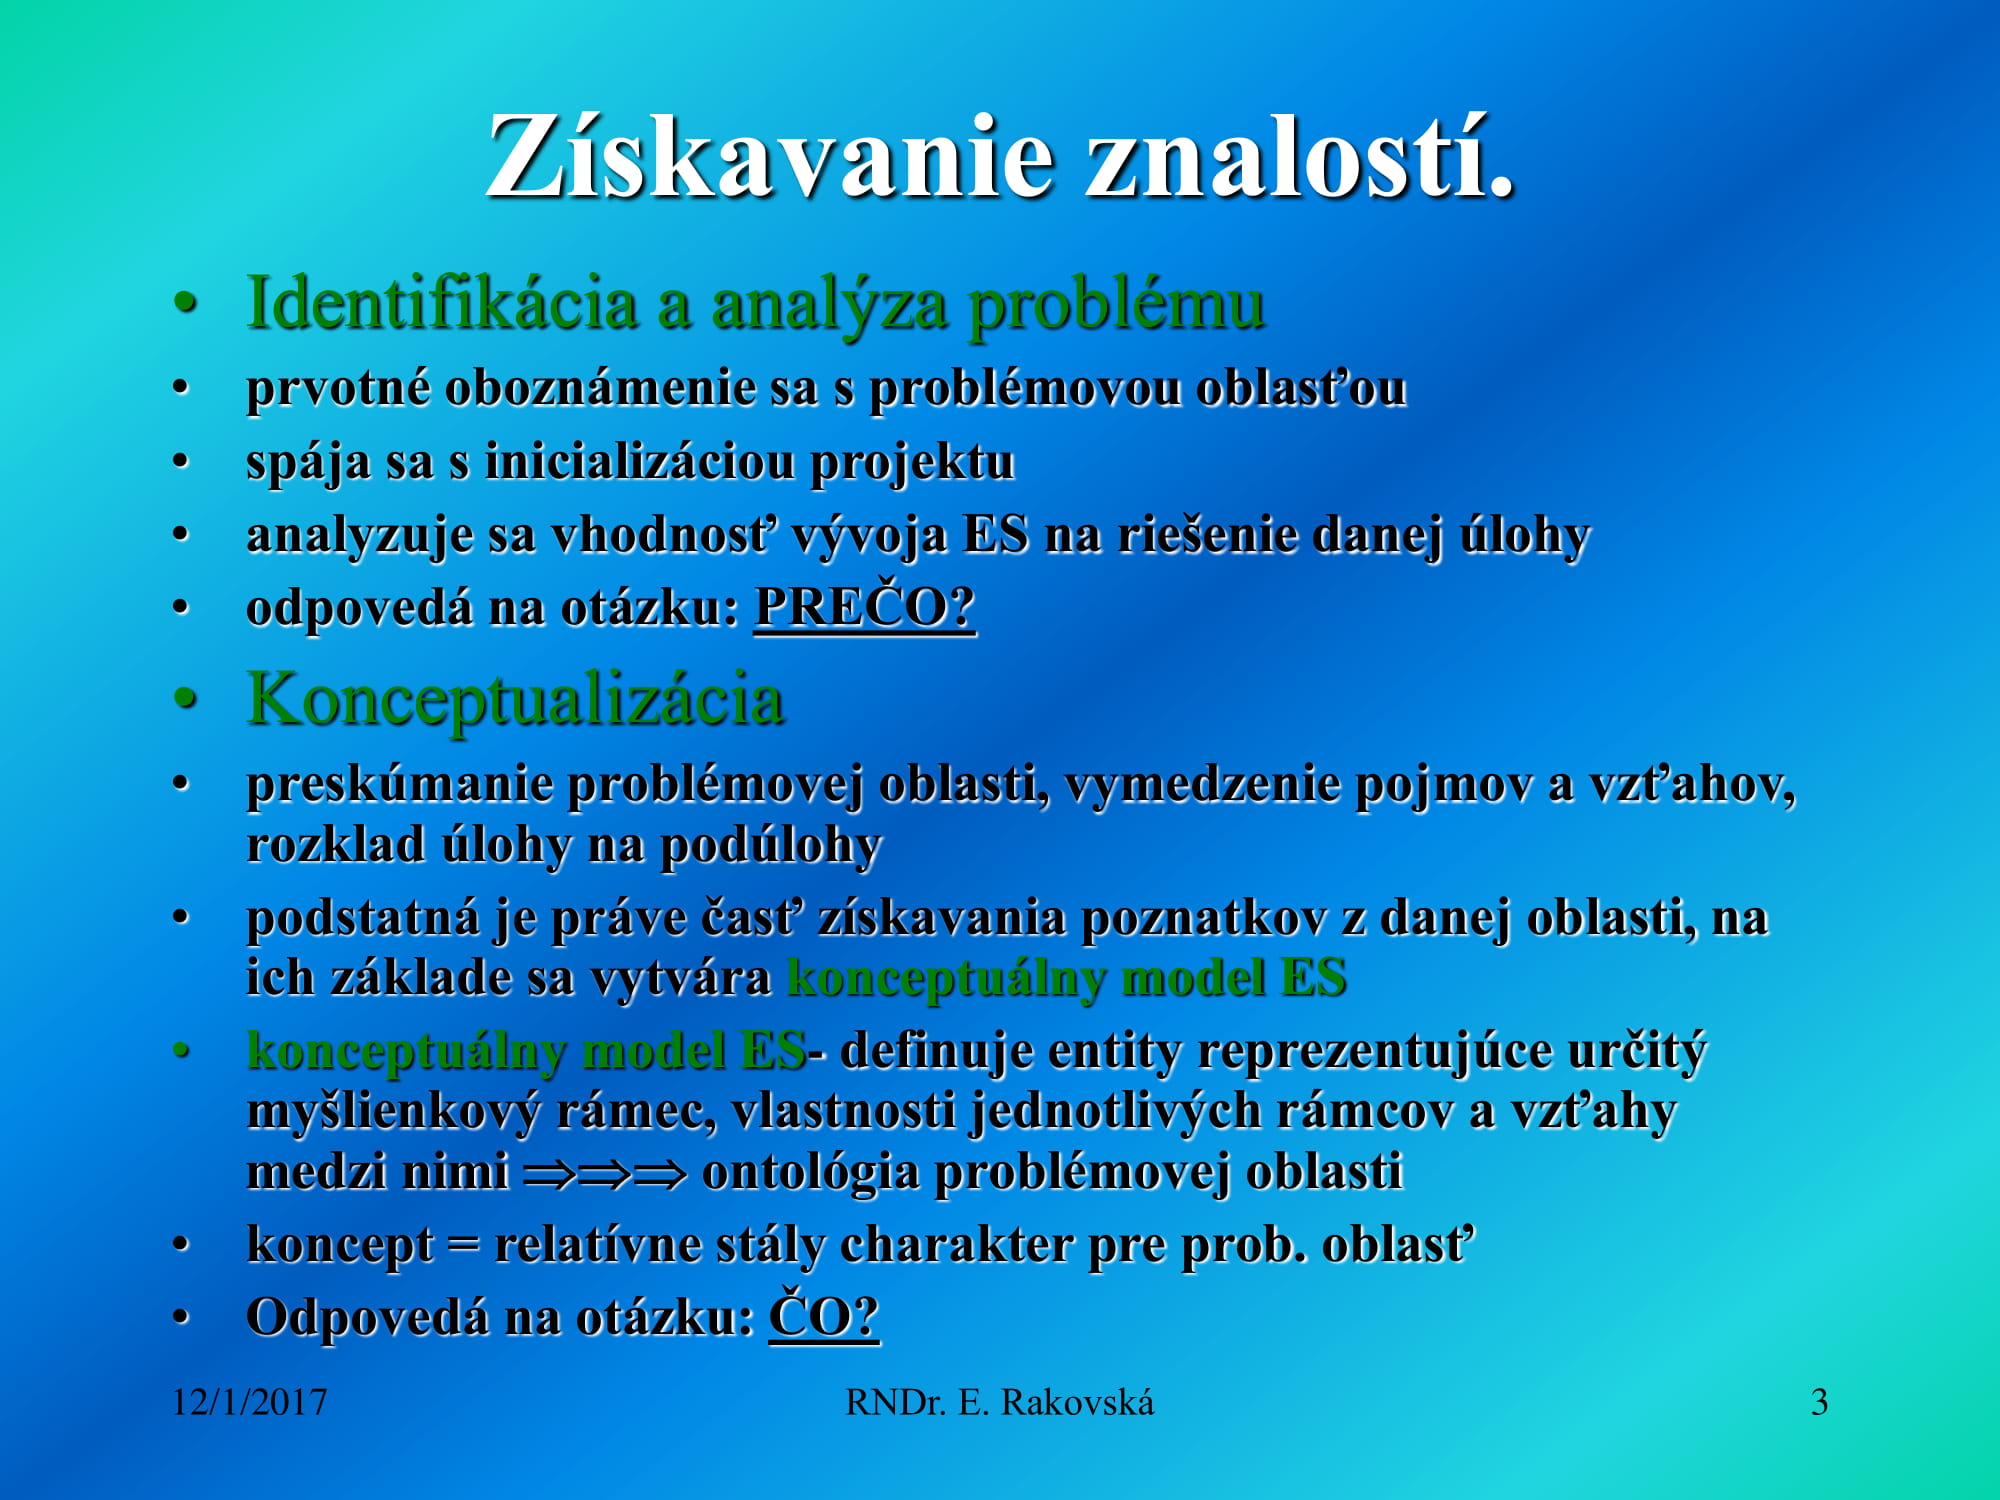 Získavanie znalostí.
• Identifikácia a analýza problému
• prvotné oboznámenie sa s problémovou oblasťou
• spája sa s inicializáciou projektu
• analyzuje sa vhodnosť vývoja ES na riešenie danej úlohy
• odpovedá na otázku: PREČO?
• Konceptualizácia
• preskúmanie problémovej oblasti, vymedzenie pojmov a vzťahov,
rozklad úlohy na podúlohy
• podstatná je práve časť získavania poznatkov z danej oblasti, na
ich základe sa vytvára konceptuálny model ES
• konceptuálny model ES- definuje entity reprezentujúce určitý
myšlienkový rámec, vlastnosti jednotlivých rámcov a vzťahy
medzi nimi ⇒⇒⇒ ontológia problémovej oblasti
• koncept = relatívne stály charakter pre prob. oblasť
• Odpovedá na otázku: ČO?
12/1/2017
RNDr. E. Rakovská
3